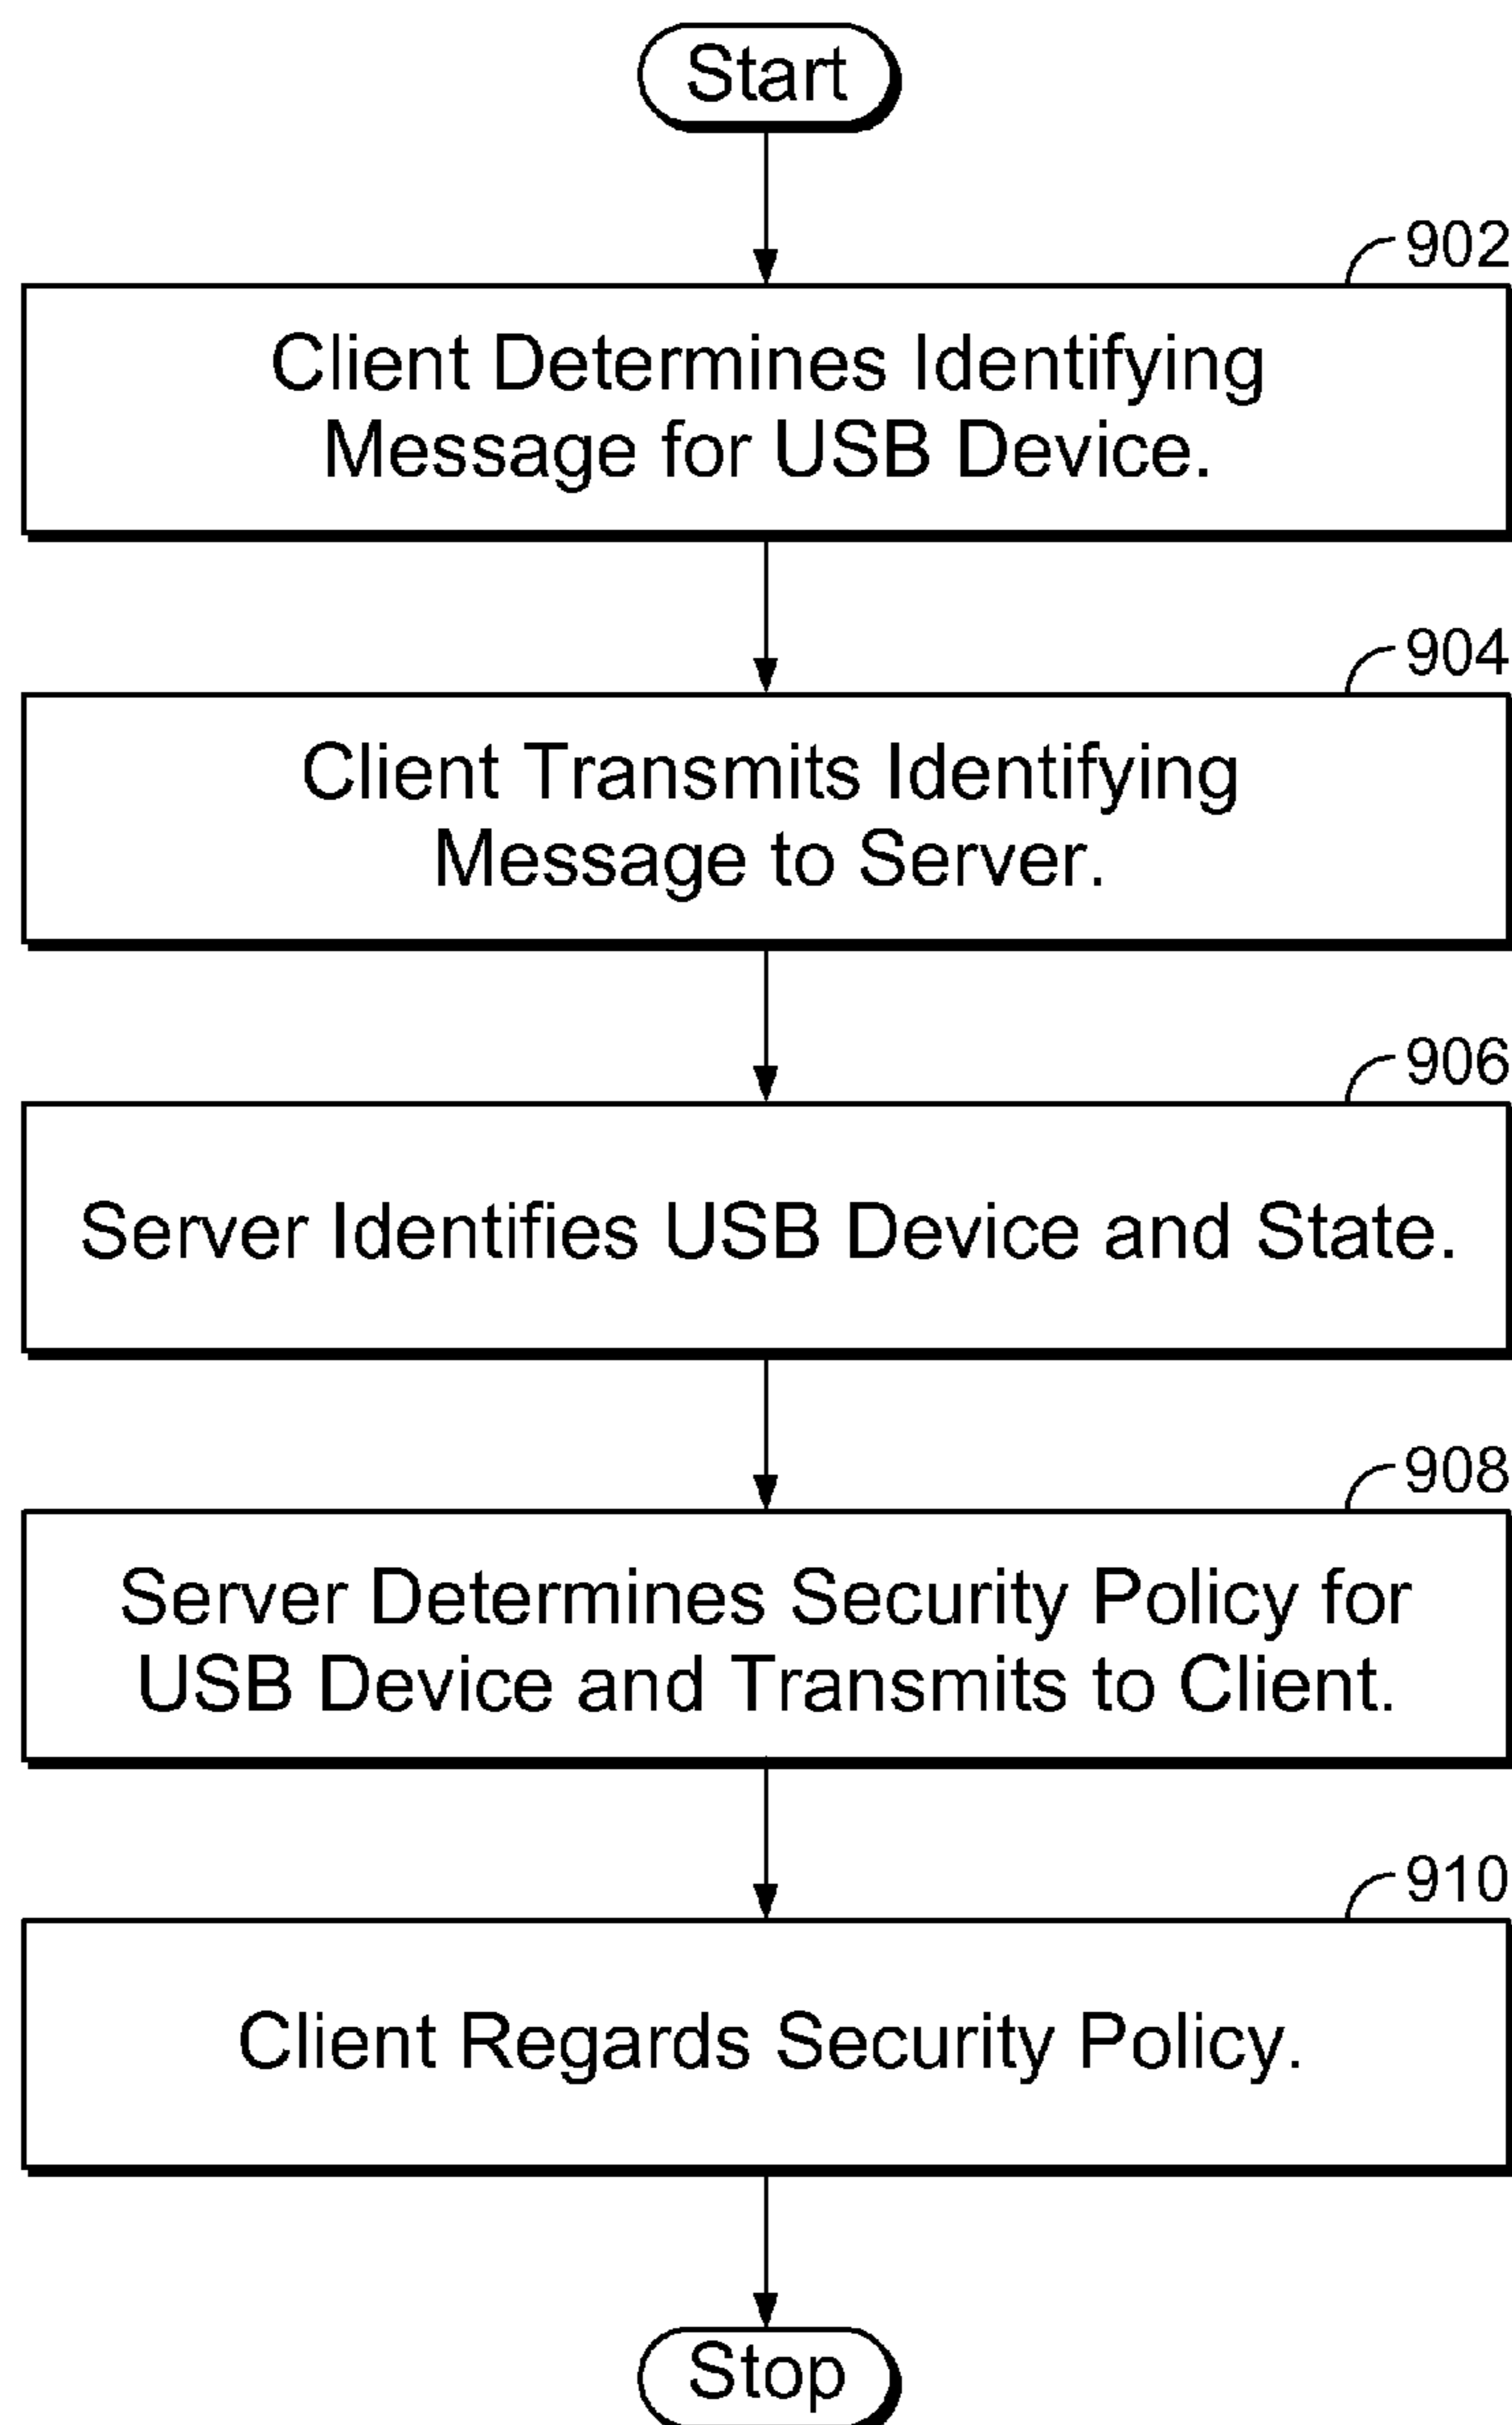 Start
902
Client Determines Identifying
Message for USB Device.
904
Client Transmits Identifying
Message to Server.
906
Server Identifies USB Device and State.
908
Server Determines Security Policy for
USB Device and Transmits to Client.
910
Client Regards Security Policy.
Stop